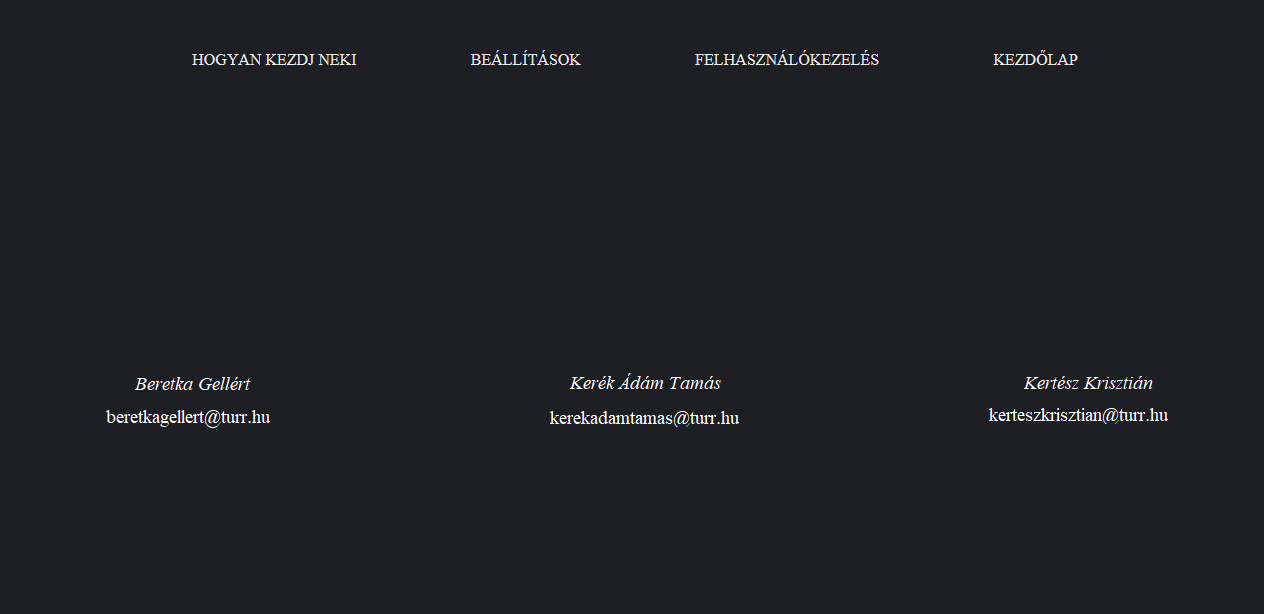 HOGYAN KEZDJ NEKI BEÁLLÍTÁSOK FELHASZNÁLÓKEZELÉS KEZDŐLAP
Beretka Gellért
beretkagellert@turr.hu
Kerék Ádám Tamás
kerekadamtamas@turr.hu
Kertész Krisztián
kerteszkrisztian@turr.hu